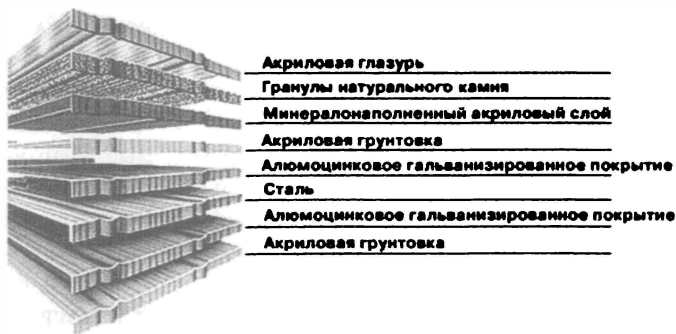 Акриловая глазурь
Гранулы натурального камня
Минералонаполненный акриловый слой
Акриловая грунтовка
Алюмоцинковое гальванизированное покрытие
Сталь
Алюмоцинковое гальванизированное покрытие
Акриловая грунтовка